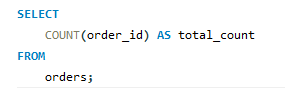 SELECT
    COUNT(order_id) AS total_count
FROM
    orders;